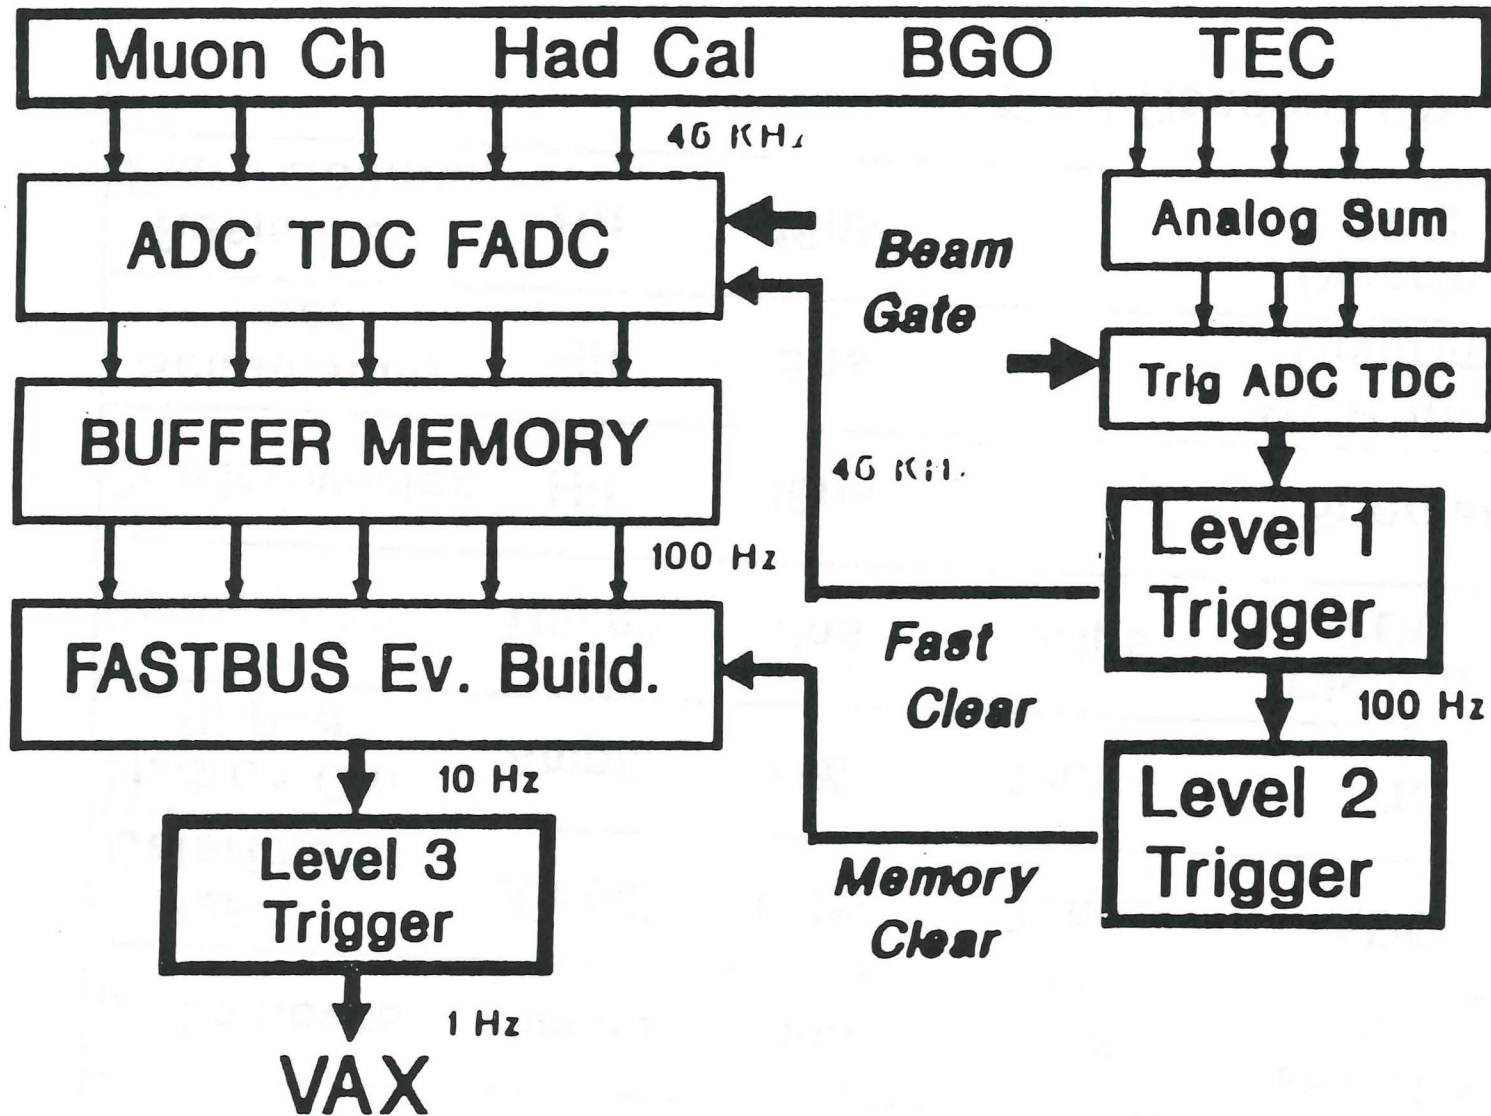 Muon Ch Had Cal BGO TEC
ADC TDC FADC
Beam
Gate
Analog Sum
Trig ADC TDC
BUFFER MEMORY
100 Hz
Level 1
Trigger
FASTBUS Ev. Build.
Fast
Clear
100 Hz
10 Hz
Level 2
Trigger
Level 3
Trigger
Memory
Clear
1 Hz
VAX